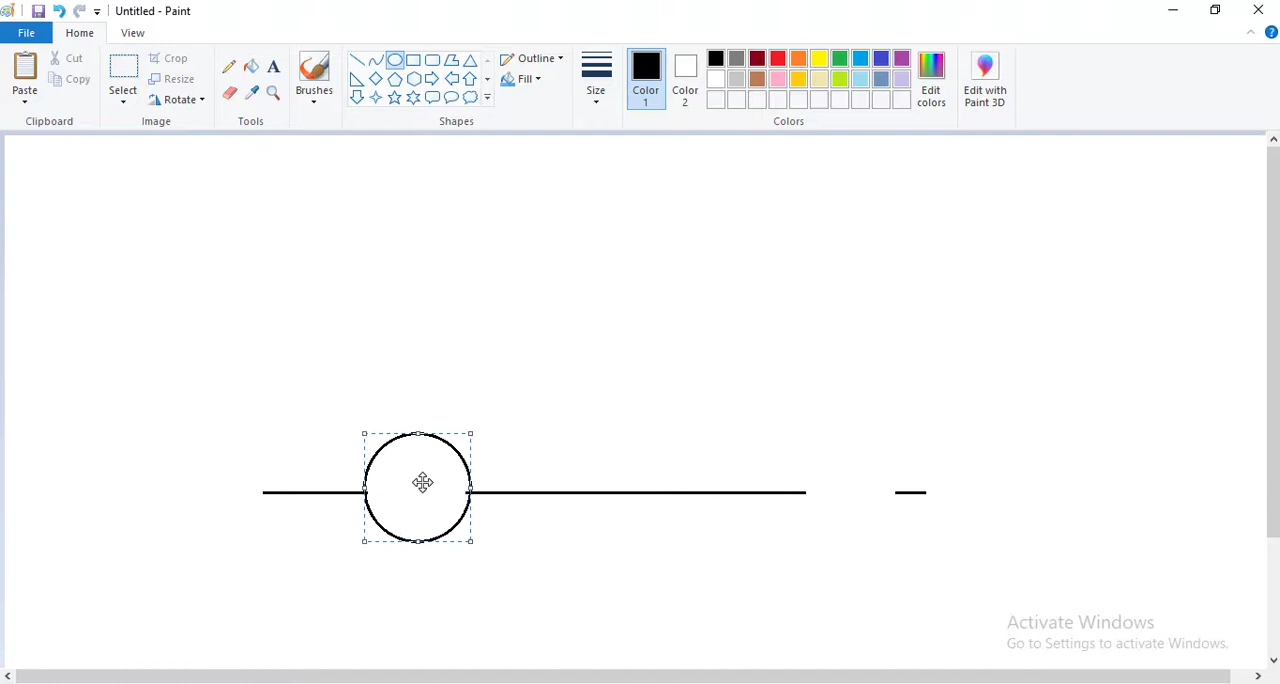 Untitled - Paint
File Home View
Paste Cut Copy Clipboard
Select Crop Resize Rotate Image
Tools
Brushes
Shapes
Outline Fill
Size
Color 1 Color 2 Edit colors Colors
Edit with Paint 3D
Activate Windows
Go to Settings to activate Windows.